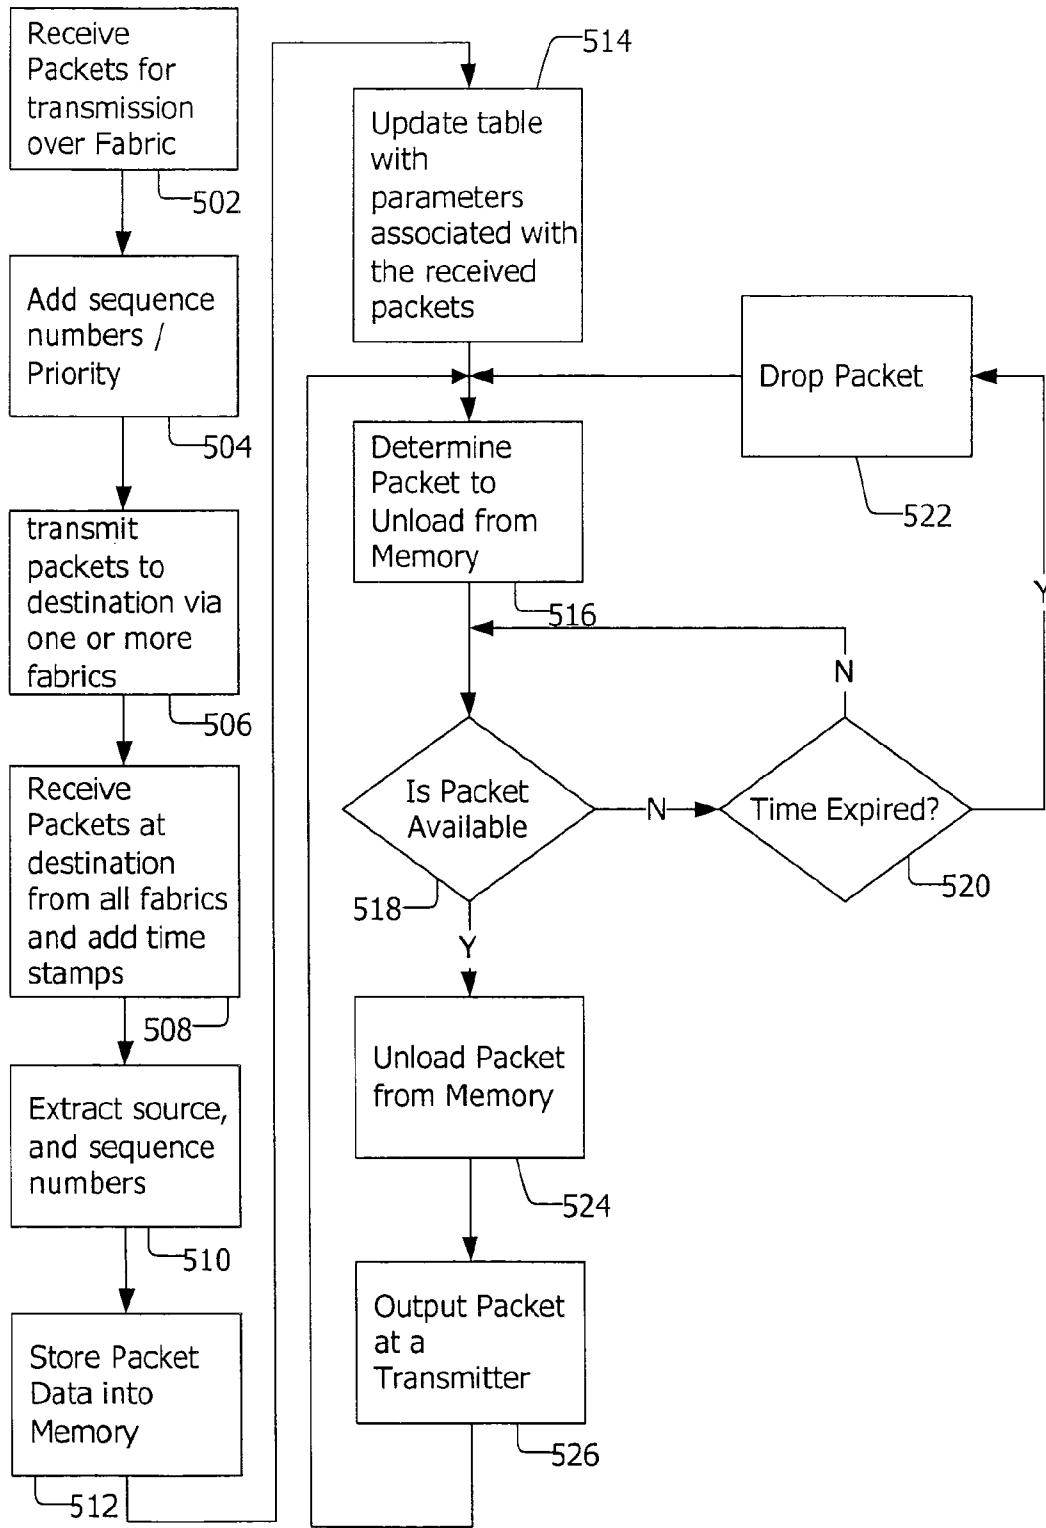 Receive
Packets for
transmission
over Fabric
502
Add sequence
numbers /
Priority
504
transmit
packets to
destination via
one or more
fabrics
506
Receive
Packets at
destination
from all fabrics
and add time
stamps
508
Extract source,
and sequence
numbers
510
Store Packet
Data into
Memory
512
514
Update table
with
parameters
associated with
the received
packets
Drop Packet
522
Determine
Packet to
Unload from
Memory
516
Y
N
Is Packet
Available
518
N
Time Expired?
520
Y
Unload Packet
from Memory
524
Output Packet
at a
Transmitter
526